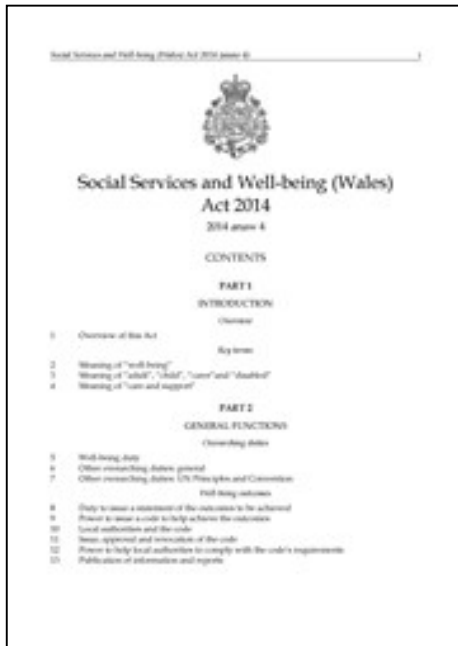 Social Services and Well-being (Wales) Act 2014 (anaw 4) 1
Social Services and Well-being (Wales)
Act 2014
2014 anaw 4
CONTENTS
PART 1
INTRODUCTION
Overview
1 Overview of this Act
Key terms
2 Meaning of “well-being”
3 Meaning of “adult”, “child”, “carer” and “disabled”
4 Meaning of “care and support”
PART 2
GENERAL FUNCTIONS
Overarching duties
5 Well-being duty
6 Other overarching duties: general
7 Other overarching duties: UN Principles and Convention
Well-being outcomes
8 Duty to issue a statement of the outcomes to be achieved
9 Power to issue a code to help achieve the outcomes
10 Local authorities and the code
11 Issue, approval and revocation of the code
12 Power to help local authorities to comply with the code's requirements
13 Publication of information and reports